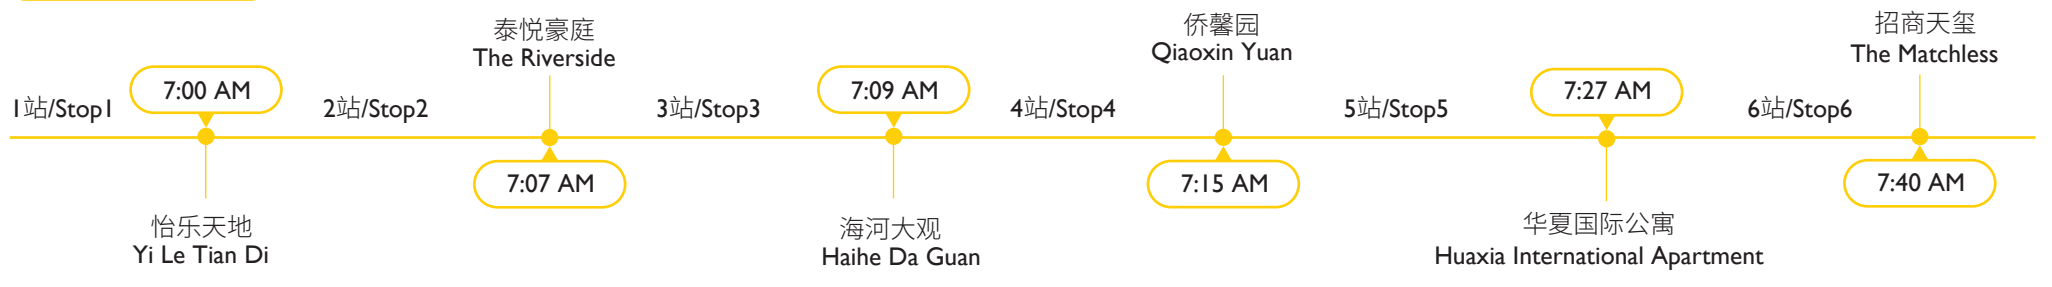 1站/Stop1
7:00 AM
怡乐天地
Yi Le Tian Di
2站/Stop2
泰悦豪庭
The Riverside
7:07 AM
3站/Stop3
7:09 AM
海河大观
Haihe Da Guan
4站/Stop4
侨馨园
Qiaoxin Yuan
7:15 AM
5站/Stop5
7:27 AM
华夏国际公寓
Huaxia International Apartment
6站/Stop6
招商天玺
The Matchless
7:40 AM